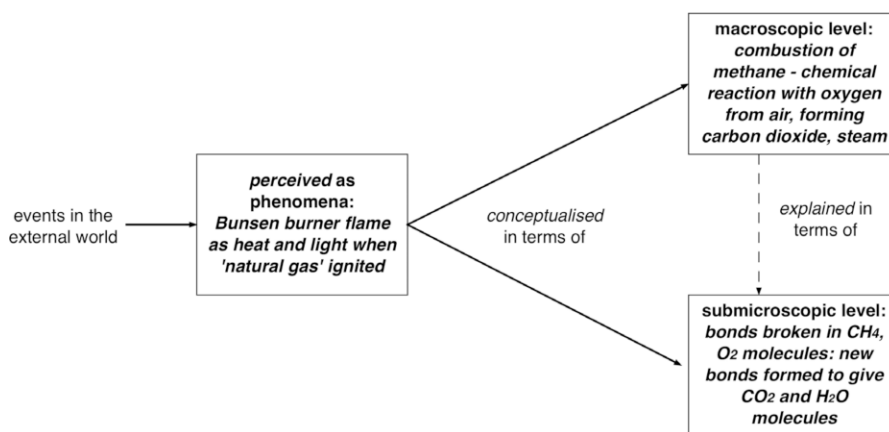 events in the
external world
perceived as
phenomena:
Bunsen burner flame
as heat and light when
'natural gas' ignited
conceptualised
in terms of
macroscopic level:
combustion of
methane - chemical
reaction with oxygen
from air, forming
carbon dioxide, steam
explained in
terms of
submicroscopic level:
bonds broken in CH4,
O2 molecules: new
bonds formed to give
CO2 and H2O
molecules